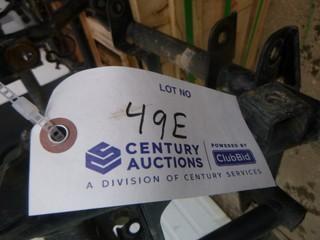 LOT NO
49E
CENTURY AUCTIONS
POWERED BY
ClubBid
A DIVISION OF CENTURY SERVICES